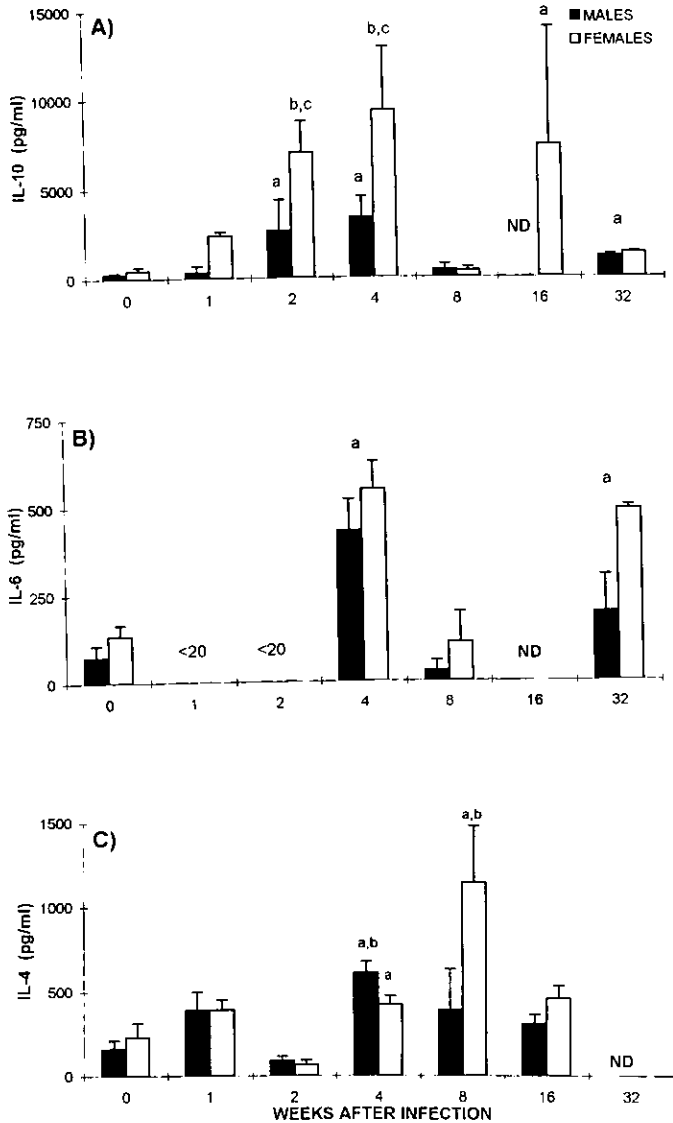 A)
MALES
FEMALES
IL-10 (pg/ml)
15000
10000
5000
0
a
b,c
a
b,c
a
ND
a
0 1 2 4 8 16 32
B)
IL-6 (pg/ml)
750
500
250
0
<20
<20
a
ND
a
0 1 2 4 8 16 32
C)
IL-4 (pg/ml)
1500
1000
500
0
a,b
a
a,b
ND
0 1 2 4 8 16 32
WEEKS AFTER INFECTION